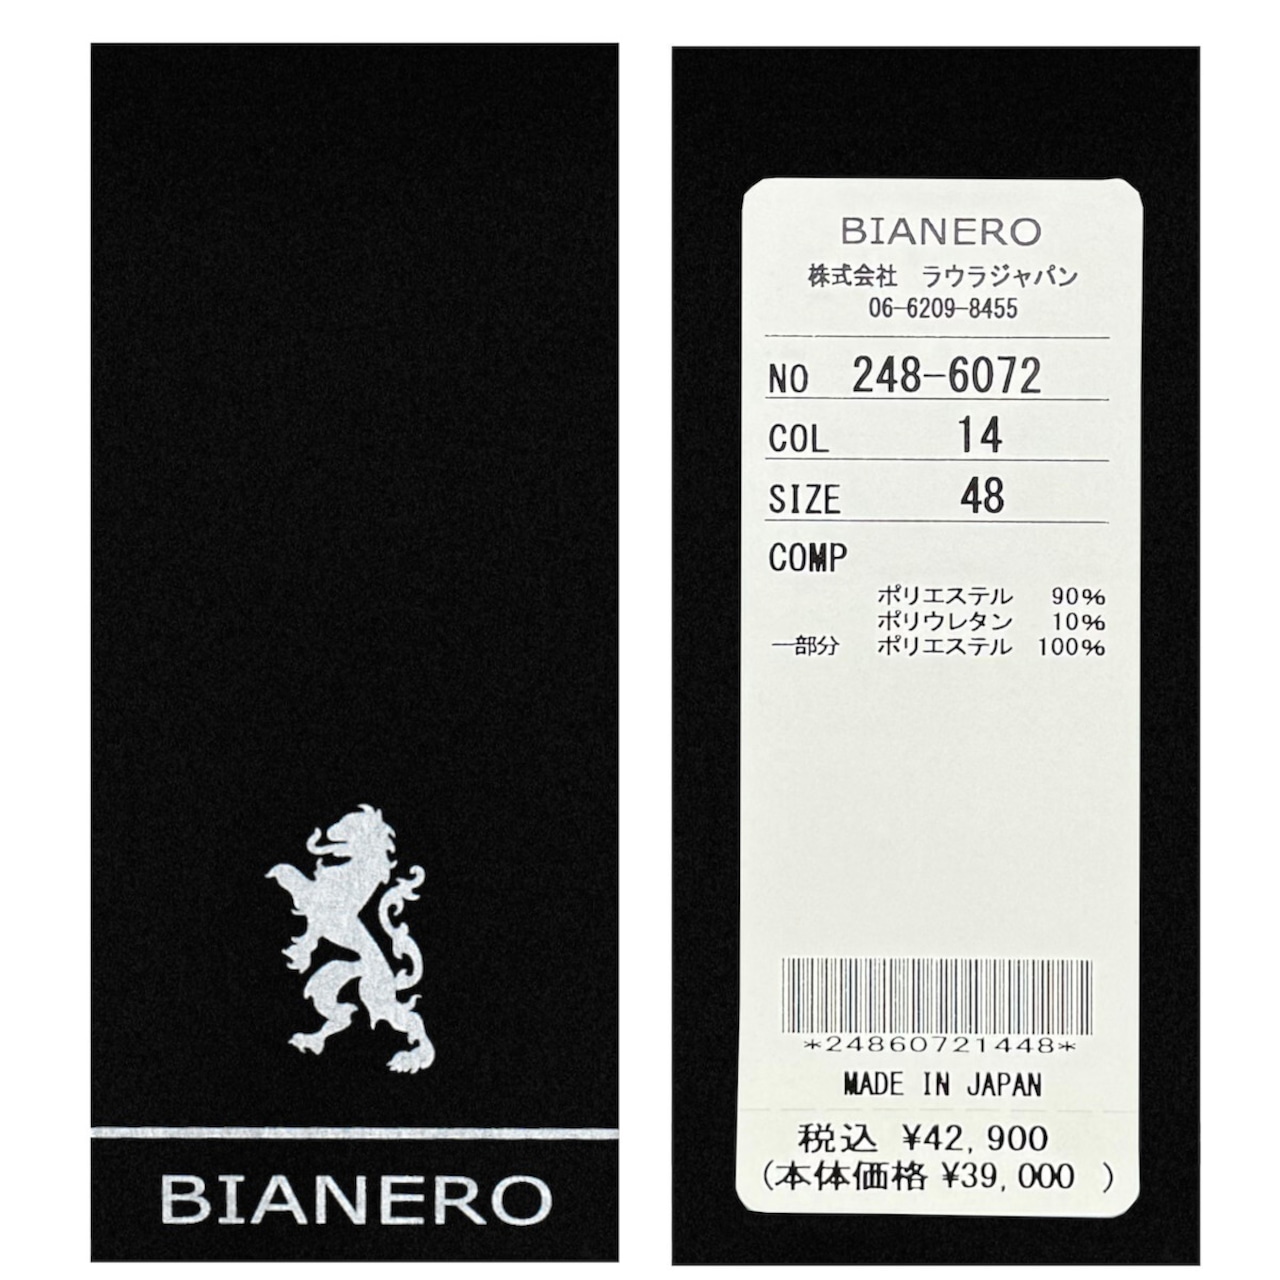 BIANERO
BIANERO
株式会社 ラウラジャパン
06-6209-8455
NO 248-6072
COL 14
SIZE 48
COMP
ポリエステル 90%
ポリウレタン 10%
一部分 ポリエステル 100%
*24860721448*
MADE IN JAPAN
税込 ¥42,900
(本体価格 ¥39,000 )